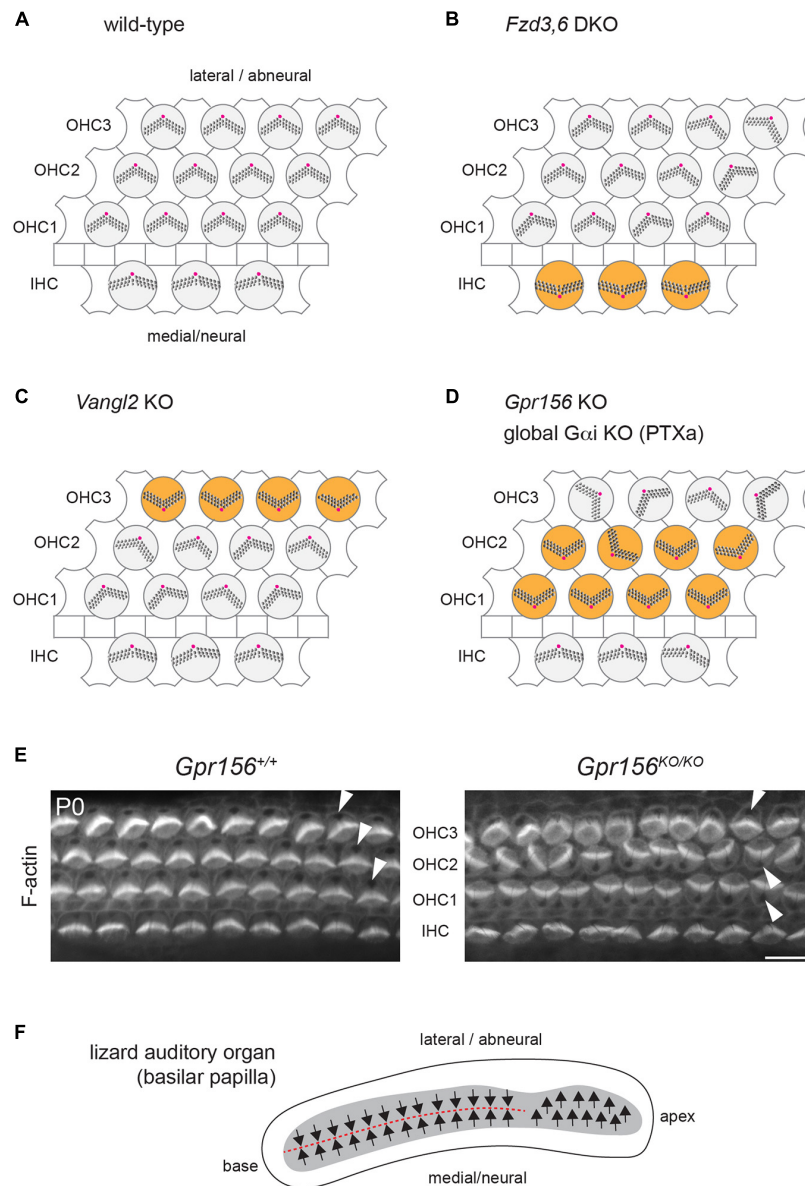 A
wild-type
lateral / abneural
OHC3
OHC2
OHC1
IHC
medial/neural
B
Fzd3,6 DKO
OHC3
OHC2
OHC1
IHC
C
Vangl2 KO
OHC3
OHC2
OHC1
IHC
D
Gpr156 KO
global Gαi KO (PTXa)
OHC3
OHC2
OHC1
IHC
E
Gpr156+/+
Gpr156KO/KO
P0
F-actin
OHC3
OHC2
OHC1
IHC
F
lizard auditory organ
(basilar papilla)
lateral / abneural
apex
base
medial/neural